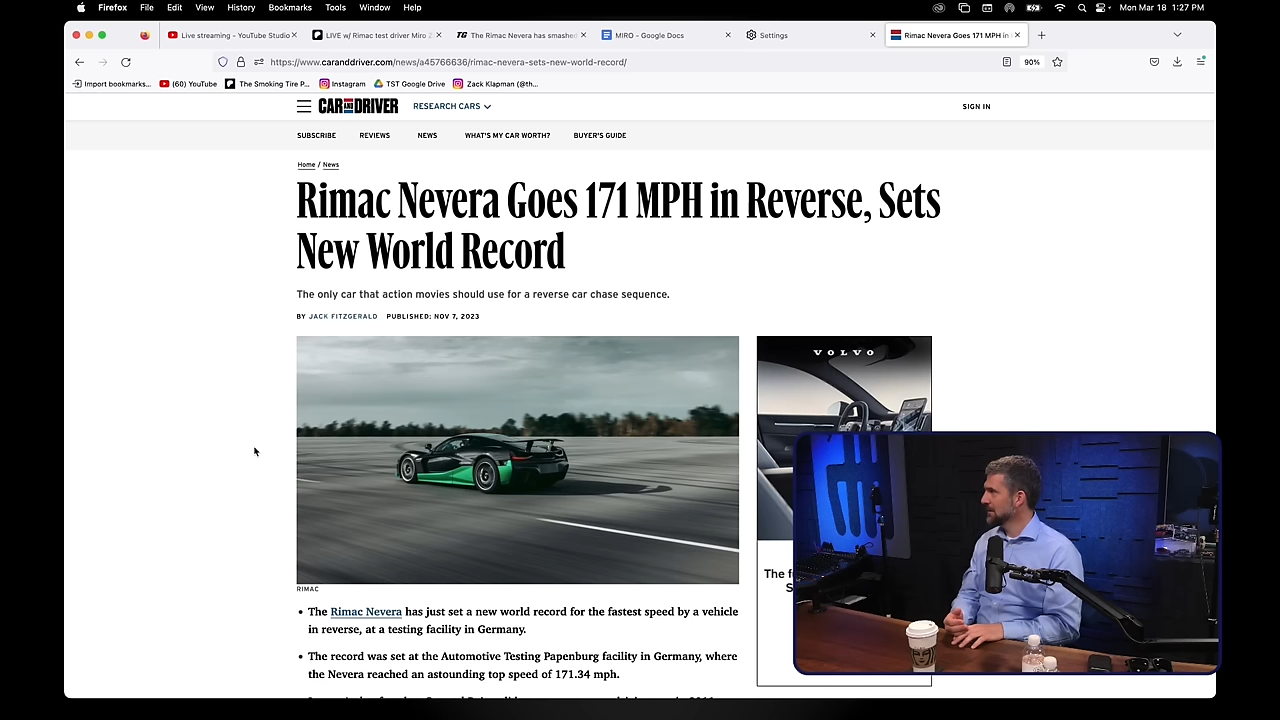 Firefox File Edit View History Bookmarks Tools Window Help
Mon Mar 18 1:27 PM
Live streaming - YouTube Studio
LIVE w/ Rimac test driver Miro Z
TG The Rimac Nevera has smashed
MIRO - Google Docs
Settings
Rimac Nevera Goes 171 MPH in
https://www.caranddriver.com/news/a45766636/rimac-nevera-sets-new-world-record/
90%
Import bookmarks...
(60) YouTube
The Smoking Tire P...
Instagram
TST Google Drive
Zack Klapman (@th...
CAR AND DRIVER
RESEARCH CARS
SIGN IN
SUBSCRIBE REVIEWS NEWS WHAT'S MY CAR WORTH? BUYER'S GUIDE
Home / News
Rimac Nevera Goes 171 MPH in Reverse, Sets
New World Record
The only car that action movies should use for a reverse car chase sequence.
BY JACK FITZGERALD PUBLISHED: NOV 7, 2023
VOLVO
RIMAC
The
• The Rimac Nevera has just set a new world record for the fastest speed by a vehicle
in reverse, at a testing facility in Germany.
• The record was set at the Automotive Testing Papenburg facility in Germany, where
the Nevera reached an astounding top speed of 171.34 mph.